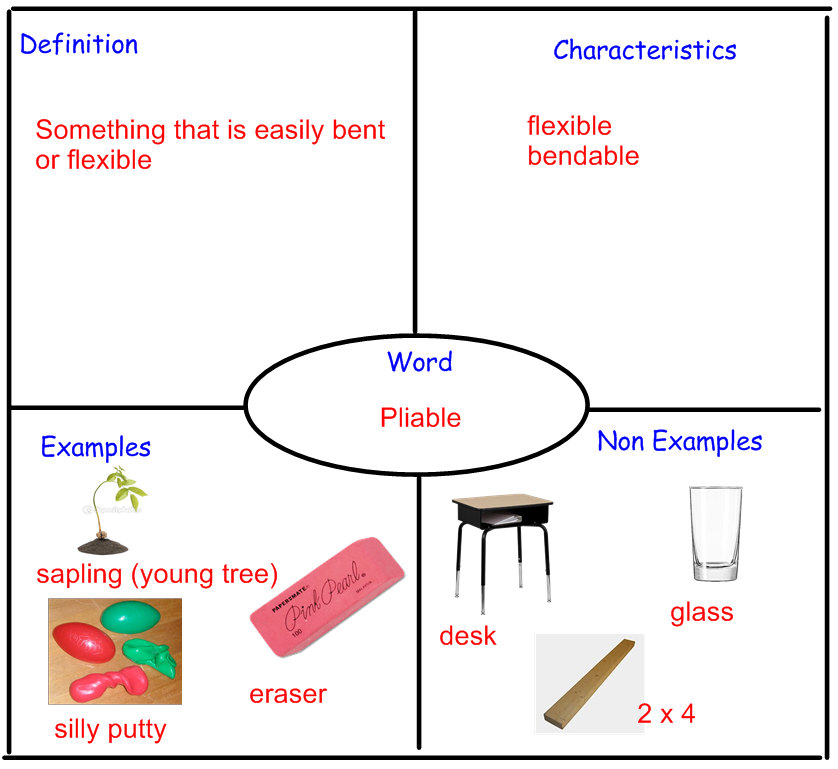 Definition
Something that is easily bent
or flexible
Characteristics
flexible
bendable
Word
Pliable
Examples
sapling (young tree)
PAPERMATE®
Pink Pearl®
100
eraser
silly putty
Non Examples
desk
glass
2 x 4